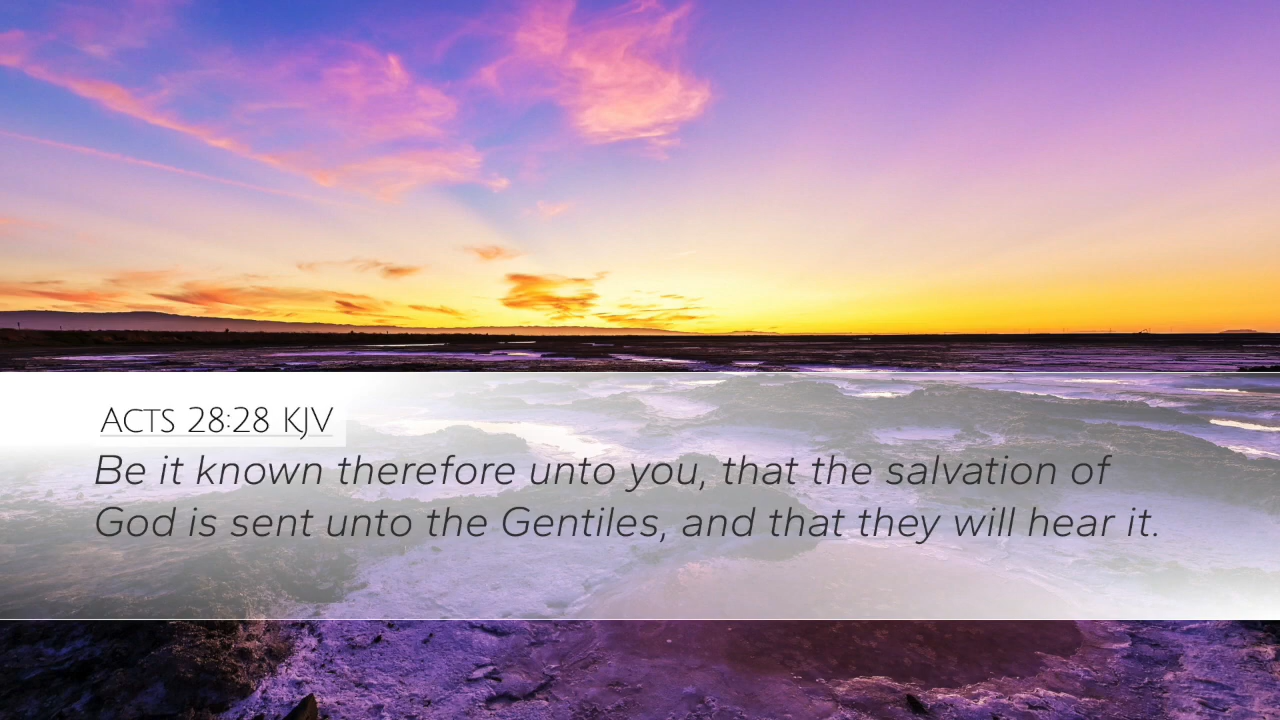 ACTS 28:28 KJV
Be it known therefore unto you, that the salvation of
God is sent unto the Gentiles, and that they will hear it.